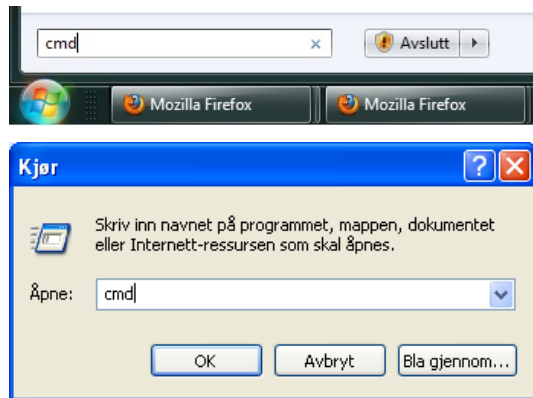 cmd
Avslutt
Mozilla Firefox
Mozilla Firefox
Kjør
Skriv inn navnet på programmet, mappen, dokumentet
eller Internett-ressursen som skal åpnes.
Åpne:
cmd
OK
Avbryt
Bla gjennom...